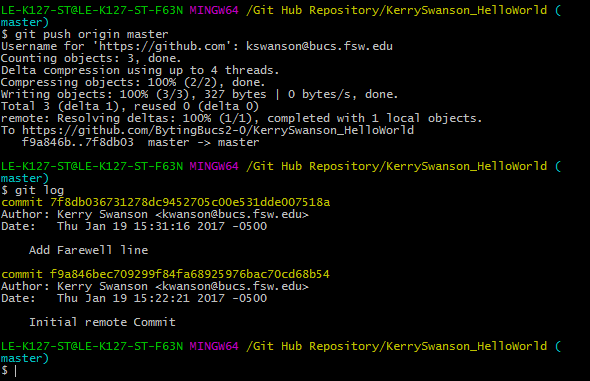 LE-K127-ST@LE-K127-ST-F63N MINGW64 /Git Hub Repository/KerrySwanson_HelloWorld (
master)
$ git push origin master
Username for 'https://github.com': kswanson@bucs.fsw.edu
Counting objects: 3, done.
Delta compression using up to 4 threads.
Compressing objects: 100% (2/2), done.
Writing objects: 100% (3/3), 327 bytes | 0 bytes/s, done.
Total 3 (delta 1), reused 0 (delta 0)
remote: Resolving deltas: 100% (1/1), completed with 1 local objects.
To https://github.com/BytingBucs2-0/KerrySwanson_HelloWorld
f9a846b..7f8db03 master -> master
LE-K127-ST@LE-K127-ST-F63N MINGW64 /Git Hub Repository/KerrySwanson_HelloWorld (
master)
$ git log
commit 7f8db036731278dc9452705c00e531dde007518a
Author: Kerry Swanson <kwanson@bucs.fsw.edu>
Date: Thu Jan 19 15:31:16 2017 -0500
Add Farewell line
commit f9a846bec709299f84fa68925976bac70cd68b54
Author: Kerry Swanson <kwanson@bucs.fsw.edu>
Date: Thu Jan 19 15:22:21 2017 -0500
Initial remote Commit
LE-K127-ST@LE-K127-ST-F63N MINGW64 /Git Hub Repository/KerrySwanson_HelloWorld (
master)
$